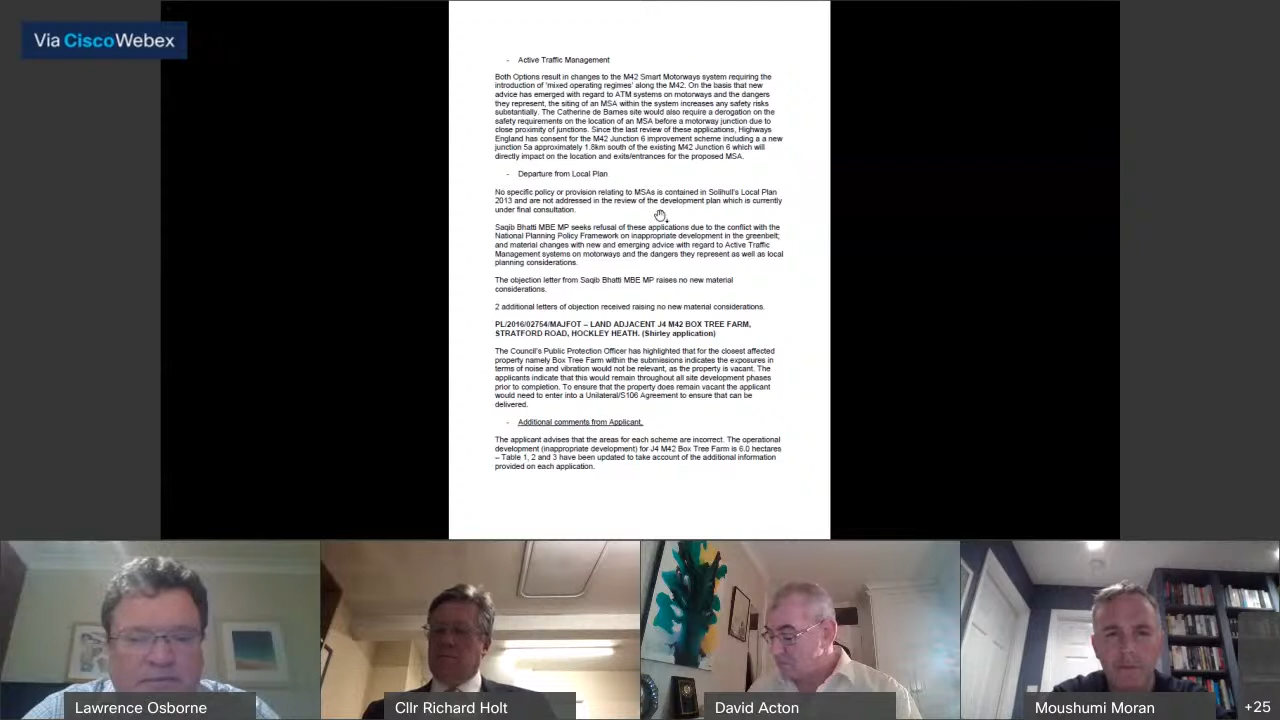 Via CiscoWebex
- Active Traffic Management
Both Options result in changes to the M42 Smart Motorways system requiring the
introduction of 'mixed operating regimes' along the M42. On the basis that new
advice has emerged with regard to ATM systems on motorways and the dangers
they represent, the siting of an MSA within the system increases any safety risks
substantially. The Catherine de Barnes site would also require a derogation on the
safety requirements on the location of an MSA before a motorway junction due to
close proximity of junctions. Since the last review of these applications, Highways
England has consent for the M42 Junction 6 improvement scheme including a a new
junction 5a approximately 1.8km south of the existing M42 Junction 6 which will
directly impact on the location and exits/entrances for the proposed MSA.
- Departure from Local Plan
No specific policy or provision relating to MSAs is contained in Solihull's Local Plan
2013 and are not addressed in the review of the development plan which is currently
under final consultation.
Saqib Bhatti MBE MP seeks refusal of these applications due to the conflict with the
National Planning Policy Framework on inappropriate development in the greenbelt;
and material changes with new and emerging advice with regard to Active Traffic
Management systems on motorways and the dangers they represent as well as local
planning considerations.
The objection letter from Saqib Bhatti MBE MP raises no new material
considerations.
2 additional letters of objection received raising no new material considerations.
PL/2016/02754/MAJFOT – LAND ADJACENT J4 M42 BOX TREE FARM,
STRATFORD ROAD, HOCKLEY HEATH. (Shirley application)
The Council's Public Protection Officer has highlighted that for the closest affected
property namely Box Tree Farm within the submissions indicates the exposures in
terms of noise and vibration would not be relevant, as the property is vacant. The
applicants indicate that this would remain throughout all site development phases
prior to completion. To ensure that the property does remain vacant the applicant
would need to enter into a Unilateral/S106 Agreement to ensure that can be
delivered.
- Additional comments from Applicant.
The applicant advises that the areas for each scheme are incorrect. The operational
development (inappropriate development) for J4 M42 Box Tree Farm is 6.0 hectares
– Table 1, 2 and 3 have been updated to take account of the additional information
provided on each application.
Lawrence Osborne
Cllr Richard Holt
David Acton
Moushumi Moran
+25